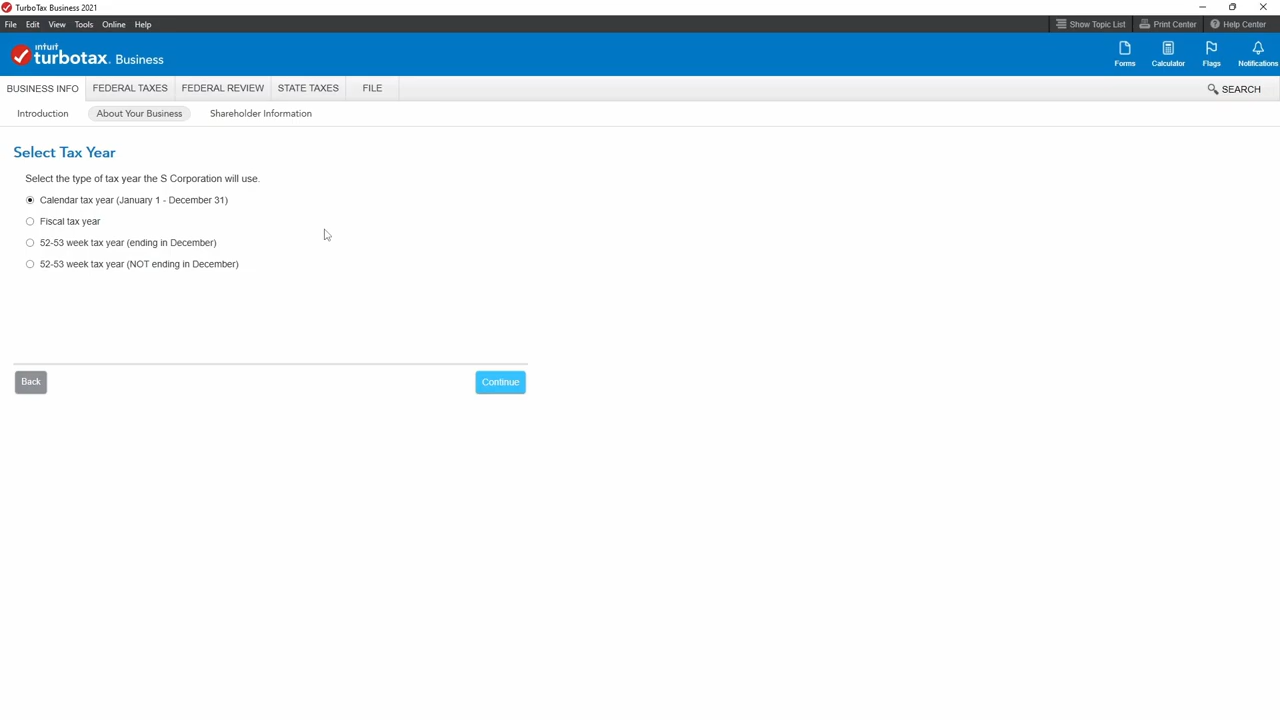 TurboTax Business 2021
File Edit View Tools Online Help
Show Topic List Print Center Help Center
intuit
turbotax. Business
Forms Calculator Flags Notifications
BUSINESS INFO FEDERAL TAXES FEDERAL REVIEW STATE TAXES FILE SEARCH
Introduction About Your Business Shareholder Information
Select Tax Year
Select the type of tax year the S Corporation will use.
Calendar tax year (January 1 - December 31)
Fiscal tax year
52-53 week tax year (ending in December)
52-53 week tax year (NOT ending in December)
Back Continue